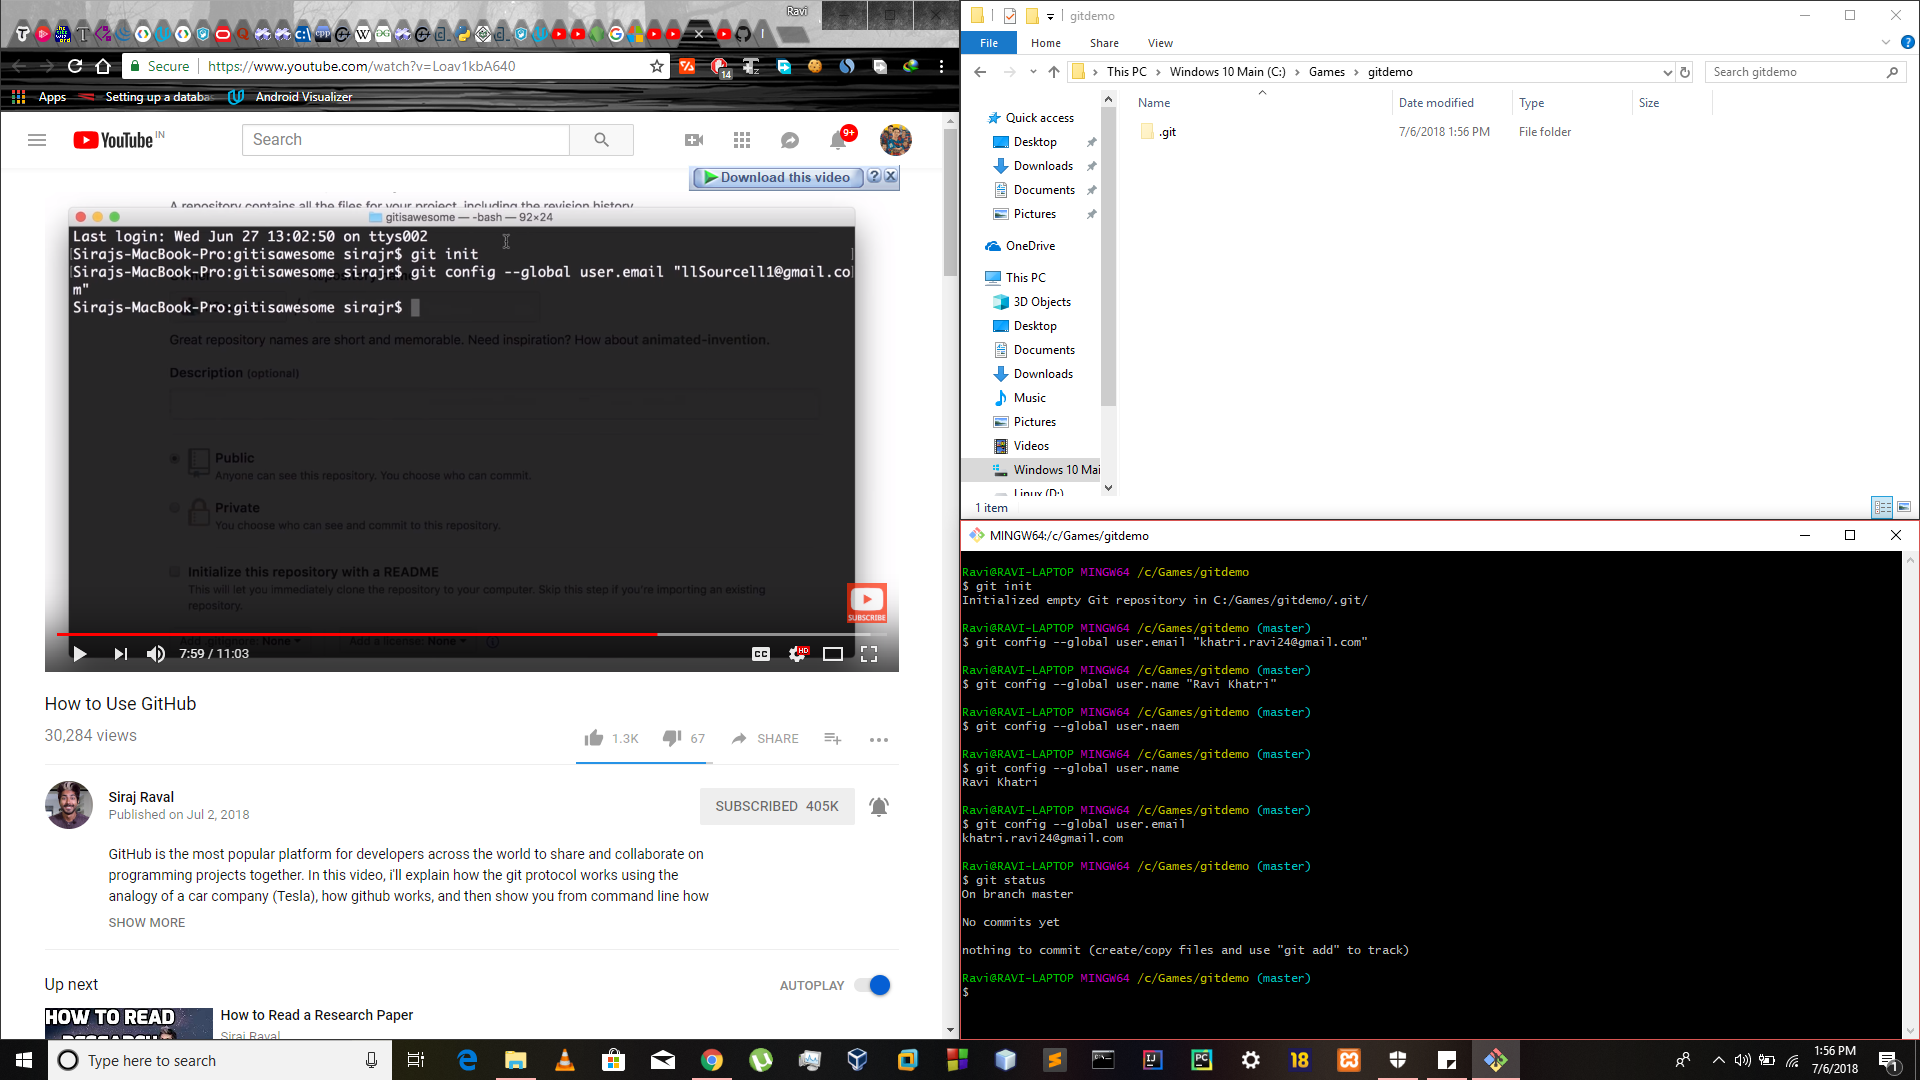 Ravi
Secure
https://www.youtube.com/watch?v=Loav1kbA640
14
Apps
Setting up a databa
Android Visualizer
YouTube IN
Search
9+
Download this video
A repository contains all the files for your project, including the revision history
gitisawesome — -bash — 92×24
Last login: Wed Jun 27 13:02:50 on ttys002
[Sirajs-MacBook-Pro:gitisawesome sirajr$ git init ]
[Sirajs-MacBook-Pro:gitisawesome sirajr$ git config --global user.email "llSourcell1@gmail.co]
m"
Sirajs-MacBook-Pro:gitisawesome sirajr$
Great repository names are short and memorable. Need inspiration? How about animated-invention.
Description (optional)
Public
Anyone can see this repository. You choose who can commit.
Private
You choose who can see and commit to this repository.
Initialize this repository with a README
This will let you immediately clone the repository to your computer. Skip this step if you're importing an existing
repository.
Add .gitignore: None
Add a license: None
SUBSCRIBE
7:59 / 11:03
CC
HD
How to Use GitHub
30,284 views
1.3K
67
SHARE
Siraj Raval
Published on Jul 2, 2018
SUBSCRIBED 405K
GitHub is the most popular platform for developers across the world to share and collaborate on
programming projects together. In this video, i'll explain how the git protocol works using the
analogy of a car company (Tesla), how github works, and then show you from command line how
SHOW MORE
Up next
AUTOPLAY
HOW TO READ
How to Read a Research Paper
Siraj Raval
gitdemo
File
Home
Share
View
This PC > Windows 10 Main (C:) > Games > gitdemo
Search gitdemo
Name
Date modified
Type
Size
.git
7/6/2018 1:56 PM
File folder
Quick access
Desktop
Downloads
Documents
Pictures
OneDrive
This PC
3D Objects
Desktop
Documents
Downloads
Music
Pictures
Videos
Windows 10 Mai
Linux (D:)
1 item
MINGW64:/c/Games/gitdemo
Ravi@RAVI-LAPTOP MINGW64 /c/Games/gitdemo
$ git init
Initialized empty Git repository in C:/Games/gitdemo/.git/
Ravi@RAVI-LAPTOP MINGW64 /c/Games/gitdemo (master)
$ git config --global user.email "khatri.ravi24@gmail.com"
Ravi@RAVI-LAPTOP MINGW64 /c/Games/gitdemo (master)
$ git config --global user.name "Ravi Khatri"
Ravi@RAVI-LAPTOP MINGW64 /c/Games/gitdemo (master)
$ git config --global user.naem
Ravi@RAVI-LAPTOP MINGW64 /c/Games/gitdemo (master)
$ git config --global user.name
Ravi Khatri
Ravi@RAVI-LAPTOP MINGW64 /c/Games/gitdemo (master)
$ git config --global user.email
khatri.ravi24@gmail.com
Ravi@RAVI-LAPTOP MINGW64 /c/Games/gitdemo (master)
$ git status
On branch master
No commits yet
nothing to commit (create/copy files and use "git add" to track)
Ravi@RAVI-LAPTOP MINGW64 /c/Games/gitdemo (master)
$
Type here to search
18
1:56 PM
7/6/2018
1